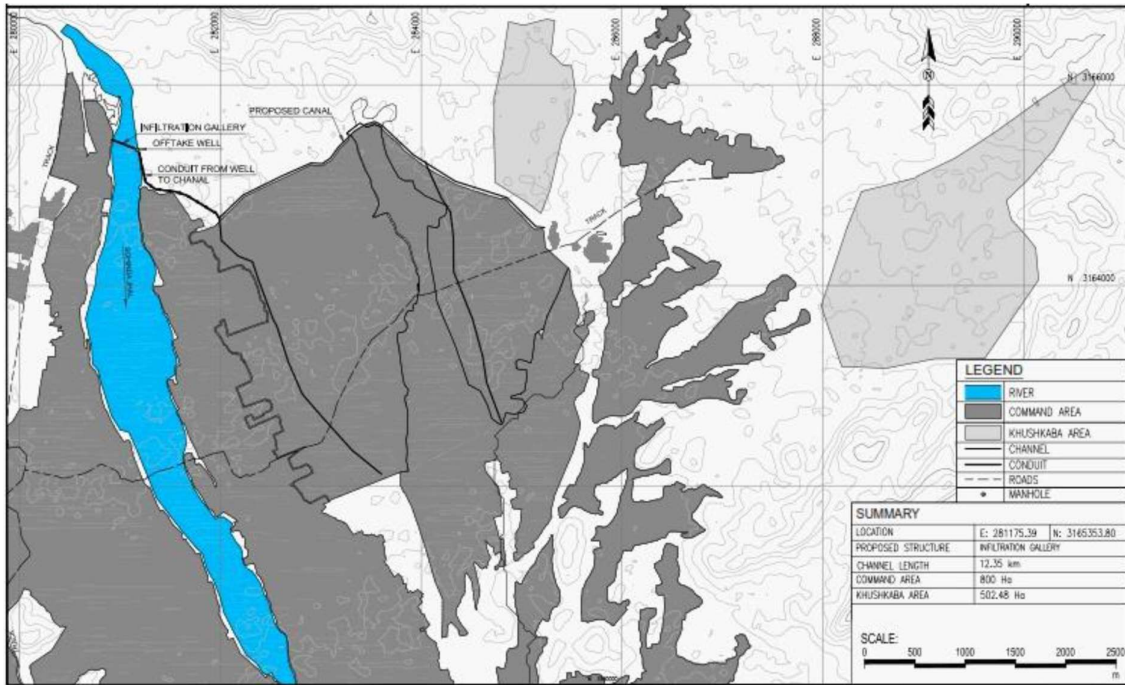 E 280000
E 282000
E 284000
E 286000
E 288000
E 290000
N
N 3166000
PROPOSED CANAL
INFILTRATION GALLERY
OFFTAKE WELL
CONDUIT FROM WELL
TO CHANAL
TRACK
TRACK
N 3164000
LEGEND
RIVER
COMMAND AREA
KHUSHKABA AREA
CHANNEL
CONDUIT
ROADS
MANHOLE
SUMMARY
LOCATION E: 281175.39 N: 3165353.80
PROPOSED STRUCTURE INFILTRATION GALLERY
CHANNEL LENGTH 12.35 km
COMMAND AREA 800 Ha
KHUSHKABA AREA 502.48 Ha
SCALE:
0 500 1000 1500 2000 2500
m